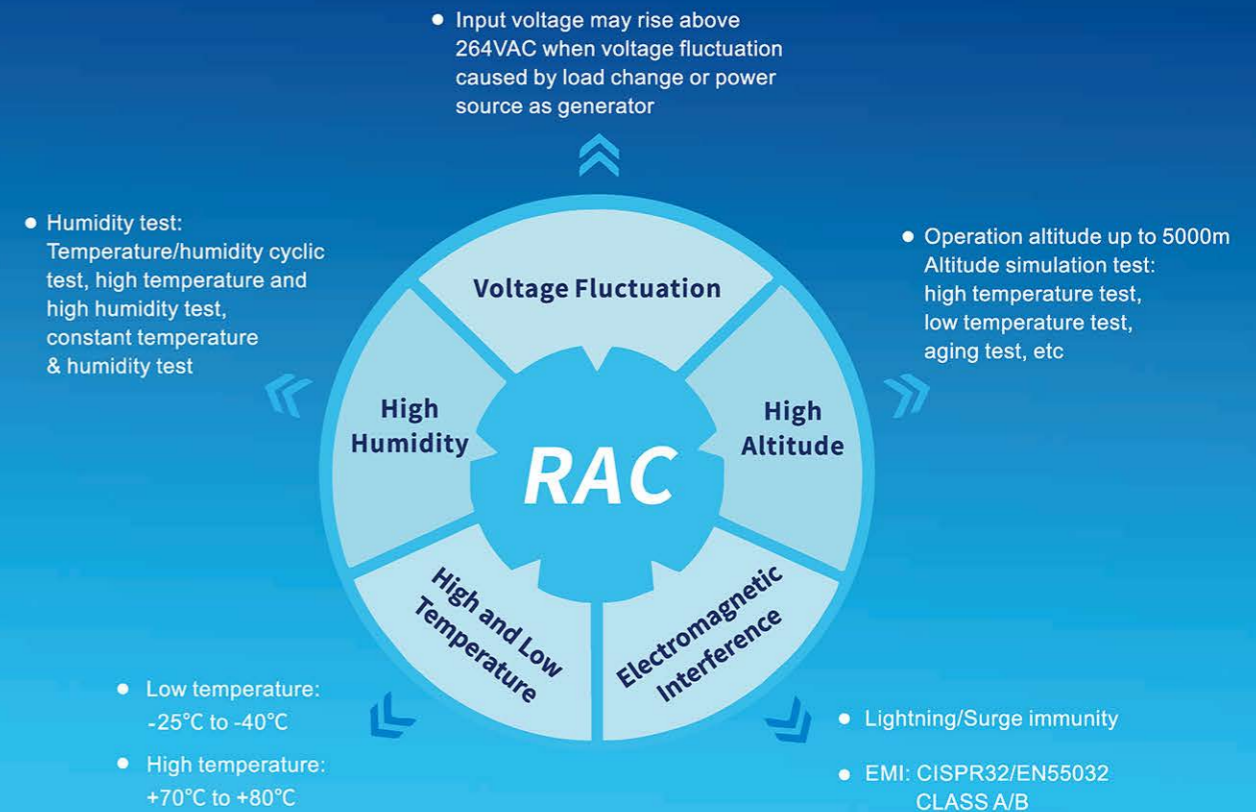 ● Input voltage may rise above
264VAC when voltage fluctuation
caused by load change or power
source as generator
● Humidity test:
Temperature/humidity cyclic
test, high temperature and
high humidity test,
constant temperature
& humidity test
● Operation altitude up to 5000m
Altitude simulation test:
high temperature test,
low temperature test,
aging test, etc
Voltage Fluctuation
High
Humidity
High
Altitude
RAC
High and Low
Temperature
Electromagnetic
Interference
● Low temperature:
-25℃ to -40℃
● High temperature:
+70℃ to +80℃
● Lightning/Surge immunity
● EMI: CISPR32/EN55032
CLASS A/B